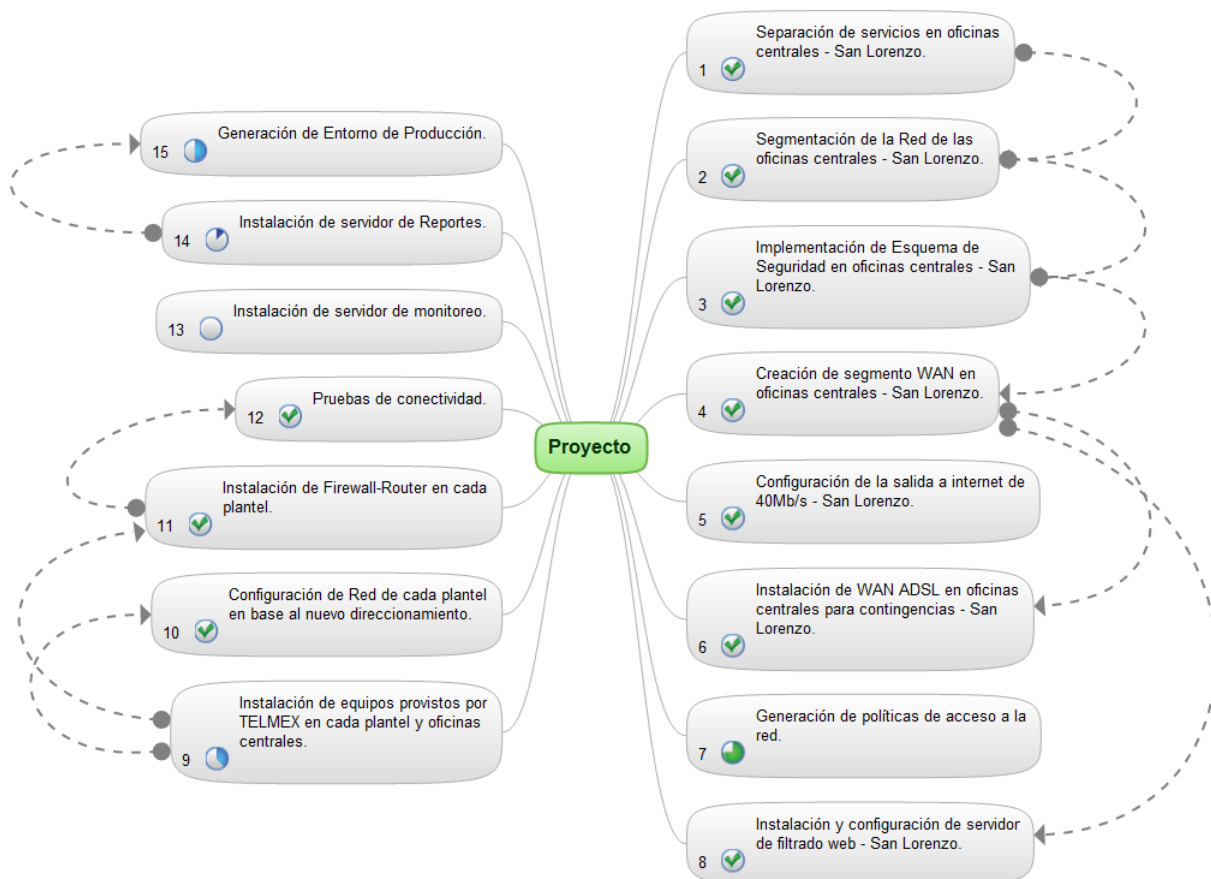 Proyecto
Separación de servicios en oficinas
centrales - San Lorenzo.
1
Segmentación de la Red de las
oficinas centrales - San Lorenzo.
2
Implementación de Esquema de
Seguridad en oficinas centrales - San
Lorenzo.
3
Creación de segmento WAN en
oficinas centrales - San Lorenzo.
4
Configuración de la salida a internet de
40Mb/s - San Lorenzo.
5
Instalación de WAN ADSL en oficinas
centrales para contingencias - San
Lorenzo.
6
Generación de políticas de acceso a la
red.
7
Instalación y configuración de servidor
de filtrado web - San Lorenzo.
8
Instalación de equipos provistos por
TELMEX en cada plantel y oficinas
centrales.
9
Configuración de Red de cada plantel
en base al nuevo direccionamiento.
10
Instalación de Firewall-Router en cada
plantel.
11
Pruebas de conectividad.
12
Instalación de servidor de monitoreo.
13
Instalación de servidor de Reportes.
14
Generación de Entorno de Producción.
15